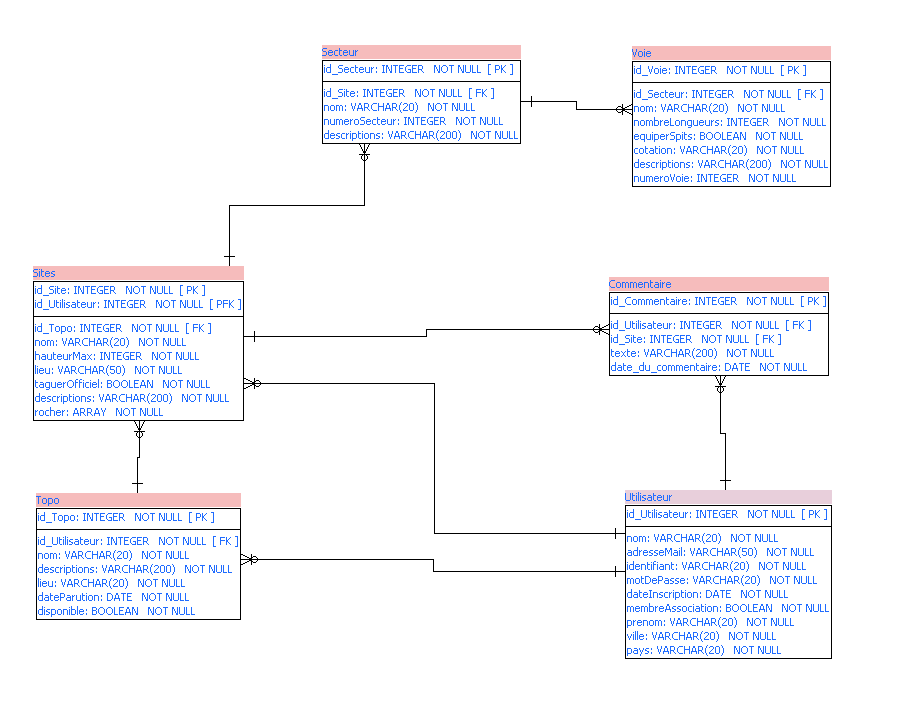 Secteur
id_Secteur: INTEGER NOT NULL [ PK ]
id_Site: INTEGER NOT NULL [ FK ]
nom: VARCHAR(20) NOT NULL
numeroSecteur: INTEGER NOT NULL
descriptions: VARCHAR(200) NOT NULL
Voie
id_Voie: INTEGER NOT NULL [ PK ]
id_Secteur: INTEGER NOT NULL [ FK ]
nom: VARCHAR(20) NOT NULL
nombreLongueurs: INTEGER NOT NULL
equiperSpits: BOOLEAN NOT NULL
cotation: VARCHAR(20) NOT NULL
descriptions: VARCHAR(200) NOT NULL
numeroVoie: INTEGER NOT NULL
Sites
id_Site: INTEGER NOT NULL [ PK ]
id_Utilisateur: INTEGER NOT NULL [ PFK ]
id_Topo: INTEGER NOT NULL [ FK ]
nom: VARCHAR(20) NOT NULL
hauteurMax: INTEGER NOT NULL
lieu: VARCHAR(50) NOT NULL
taguerOfficiel: BOOLEAN NOT NULL
descriptions: VARCHAR(200) NOT NULL
rocher: ARRAY NOT NULL
Commentaire
id_Commentaire: INTEGER NOT NULL [ PK ]
id_Utilisateur: INTEGER NOT NULL [ FK ]
id_Site: INTEGER NOT NULL [ FK ]
texte: VARCHAR(200) NOT NULL
date_du_commentaire: DATE NOT NULL
Topo
id_Topo: INTEGER NOT NULL [ PK ]
id_Utilisateur: INTEGER NOT NULL [ FK ]
nom: VARCHAR(20) NOT NULL
descriptions: VARCHAR(200) NOT NULL
lieu: VARCHAR(20) NOT NULL
dateParution: DATE NOT NULL
disponible: BOOLEAN NOT NULL
Utilisateur
id_Utilisateur: INTEGER NOT NULL [ PK ]
nom: VARCHAR(20) NOT NULL
adresseMail: VARCHAR(50) NOT NULL
identifiant: VARCHAR(20) NOT NULL
motDePasse: VARCHAR(20) NOT NULL
dateInscription: DATE NOT NULL
membreAssociation: BOOLEAN NOT NULL
prenom: VARCHAR(20) NOT NULL
ville: VARCHAR(20) NOT NULL
pays: VARCHAR(20) NOT NULL